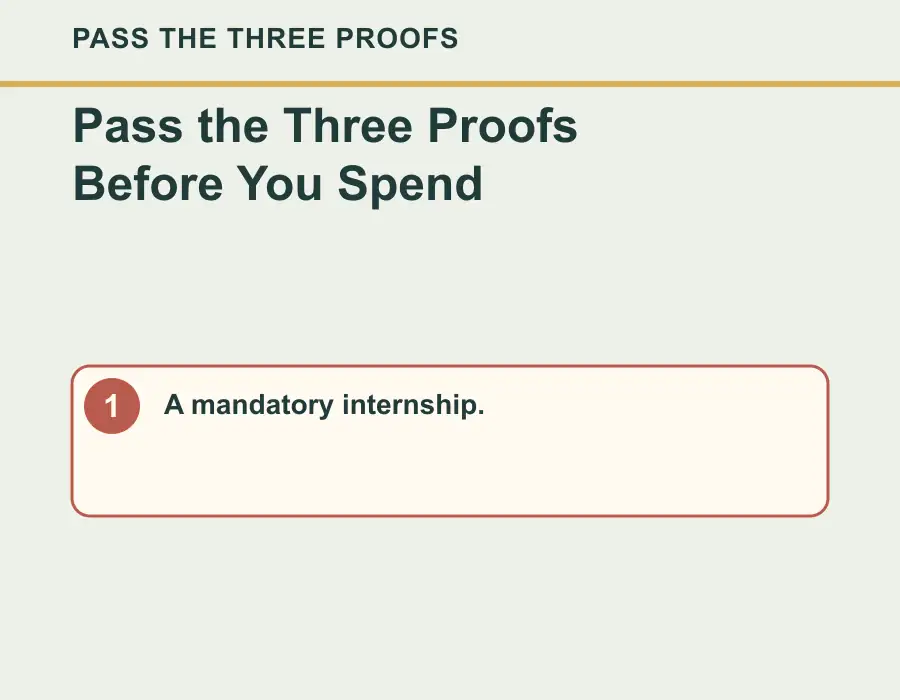 PASS THE THREE PROOFS
Pass the Three Proofs
Before You Spend
1
A mandatory internship.